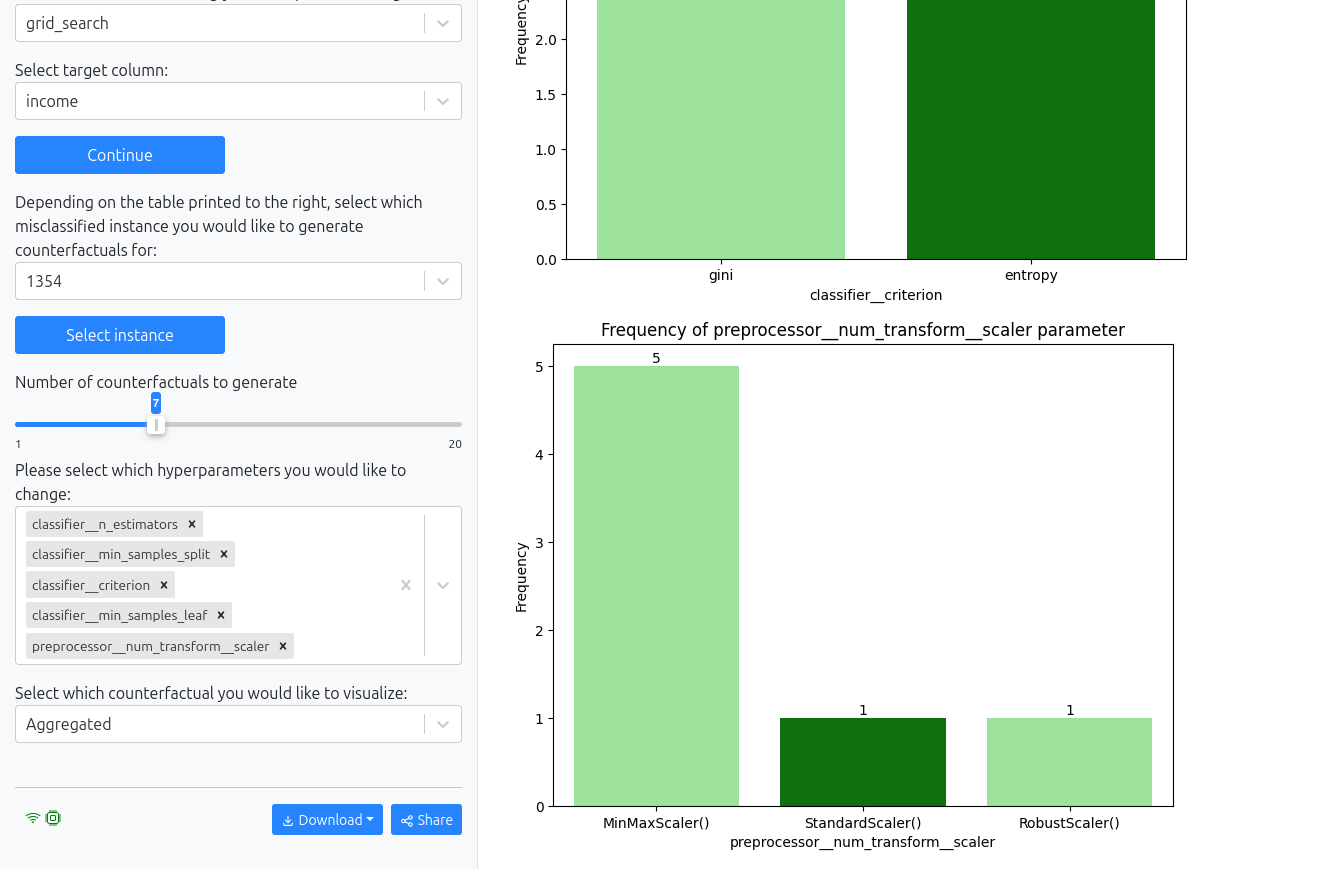 grid_search
Select target column:
income
Continue
Depending on the table printed to the right, select which
misclassified instance you would like to generate
counterfactuals for:
1354
Select instance
Number of counterfactuals to generate
7
1
20
Please select which hyperparameters you would like to
change:
classifier__n_estimators
classifier__min_samples_split
classifier__criterion
classifier__min_samples_leaf
preprocessor__num_transform__scaler
Select which counterfactual you would like to visualize:
Aggregated
Download
Share
Frequency
2.0
1.5
1.0
0.5
0.0
gini
entropy
classifier__criterion
Frequency of preprocessor__num_transform__scaler parameter
5
1
1
Frequency
5
4
3
2
1
0
MinMaxScaler()
StandardScaler()
RobustScaler()
preprocessor__num_transform__scaler